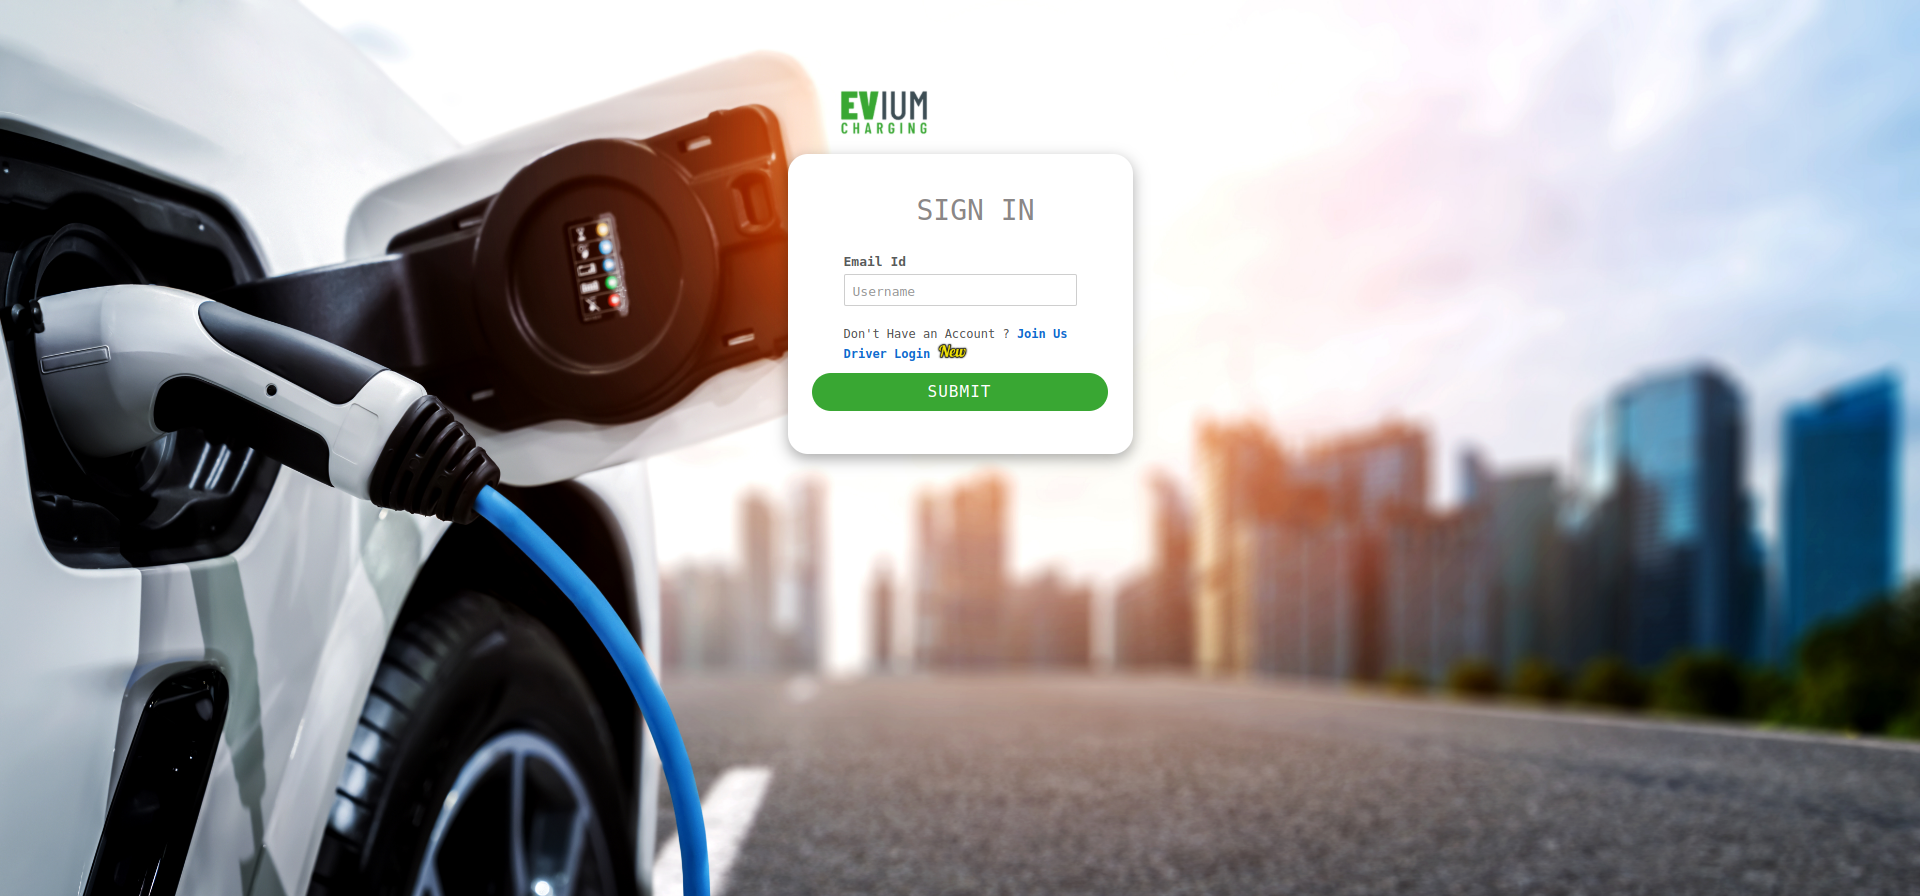 EVIUM
CHARGING
SIGN IN
Email Id
Username
Don't Have an Account ? Join Us
Driver Login New
SUBMIT